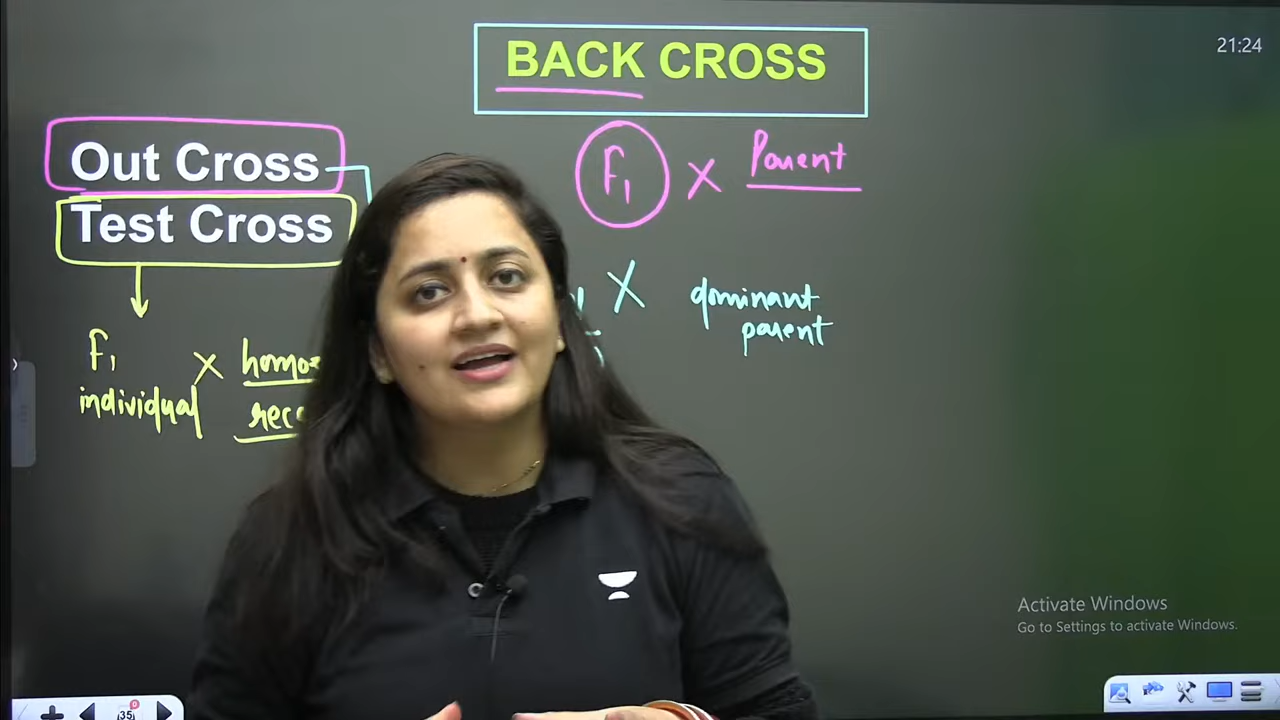 BACK CROSS
21:24
Out Cross
F₁ X Parent
Test Cross
X dominant
parent
F₁ X
individual
Activate Windows
Go to Settings to activate Windows.
35